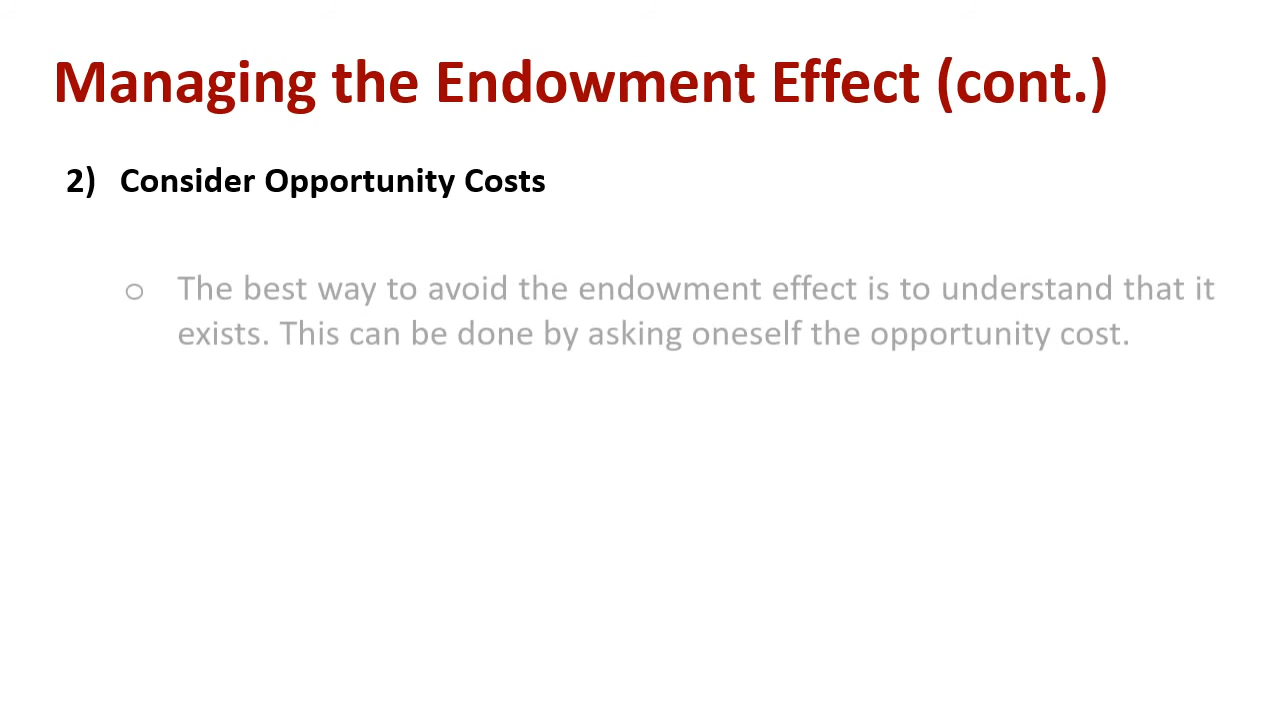 Managing the Endowment Effect (cont.)
2) Consider Opportunity Costs
o The best way to avoid the endowment effect is to understand that it
exists. This can be done by asking oneself the opportunity cost.